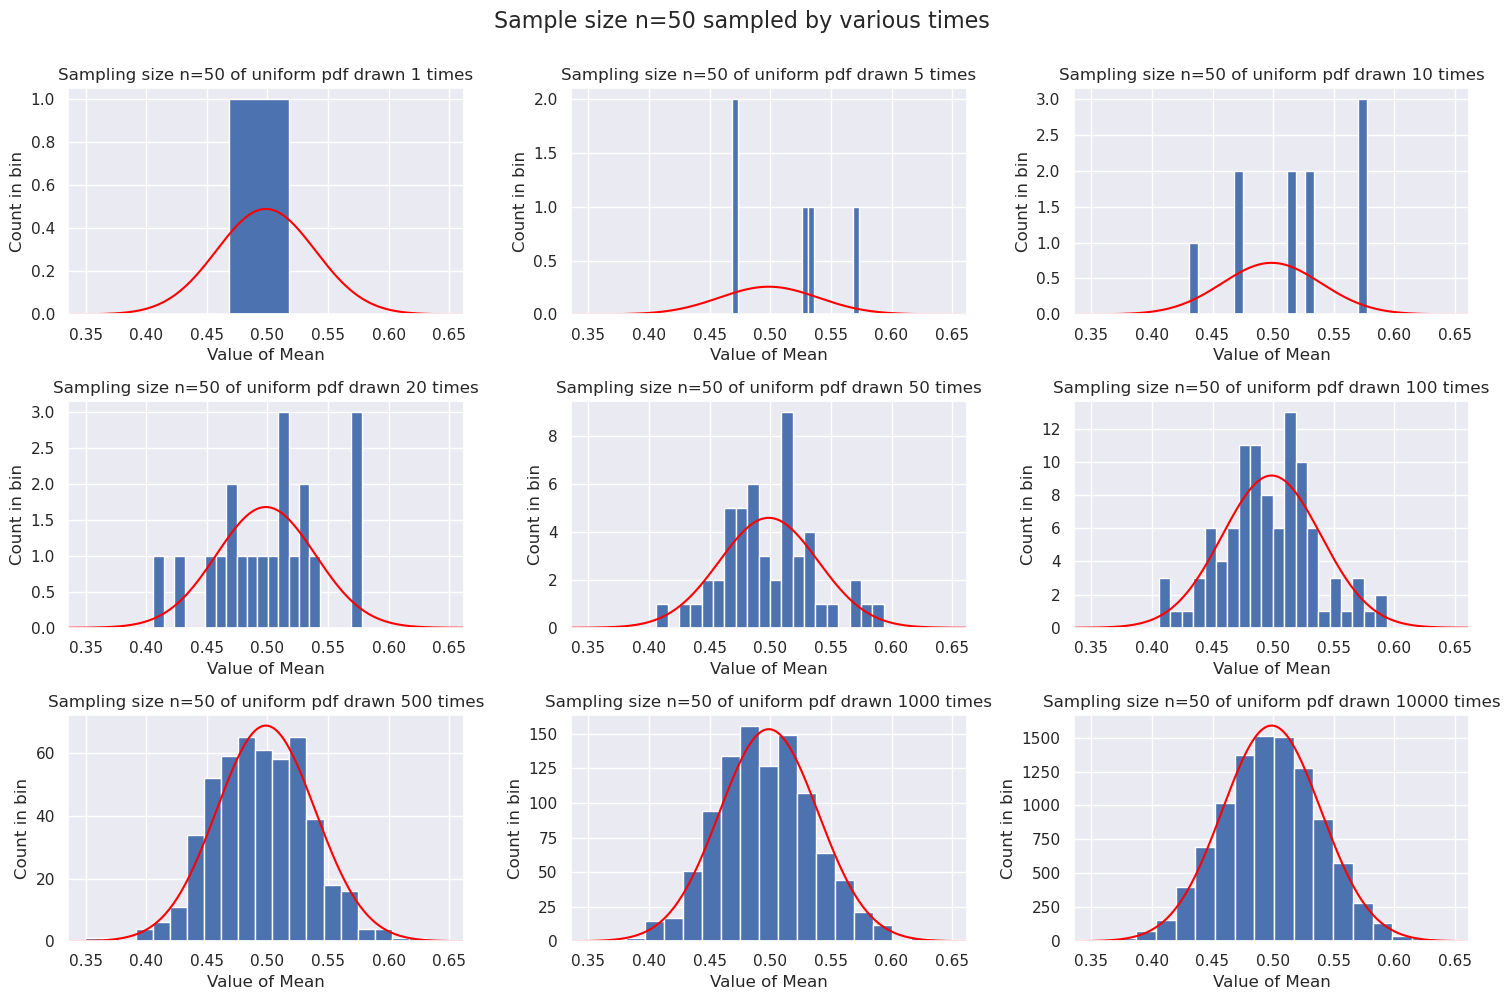 Sample size n=50 sampled by various times
Sampling size n=50 of uniform pdf drawn 1 times
Count in bin
1.0
0.8
0.6
0.4
0.2
0.0
0.35 0.40 0.45 0.50 0.55 0.60 0.65
Value of Mean
Sampling size n=50 of uniform pdf drawn 5 times
Count in bin
2.0
1.5
1.0
0.5
0.0
0.35 0.40 0.45 0.50 0.55 0.60 0.65
Value of Mean
Sampling size n=50 of uniform pdf drawn 10 times
Count in bin
3.0
2.5
2.0
1.5
1.0
0.5
0.0
0.35 0.40 0.45 0.50 0.55 0.60 0.65
Value of Mean
Sampling size n=50 of uniform pdf drawn 20 times
Count in bin
3.0
2.5
2.0
1.5
1.0
0.5
0.0
0.35 0.40 0.45 0.50 0.55 0.60 0.65
Value of Mean
Sampling size n=50 of uniform pdf drawn 50 times
Count in bin
8
6
4
2
0
0.35 0.40 0.45 0.50 0.55 0.60 0.65
Value of Mean
Sampling size n=50 of uniform pdf drawn 100 times
Count in bin
12
10
8
6
4
2
0
0.35 0.40 0.45 0.50 0.55 0.60 0.65
Value of Mean
Sampling size n=50 of uniform pdf drawn 500 times
Count in bin
60
40
20
0
0.35 0.40 0.45 0.50 0.55 0.60 0.65
Value of Mean
Sampling size n=50 of uniform pdf drawn 1000 times
Count in bin
150
125
100
75
50
25
0
0.35 0.40 0.45 0.50 0.55 0.60 0.65
Value of Mean
Sampling size n=50 of uniform pdf drawn 10000 times
Count in bin
1500
1250
1000
750
500
250
0
0.35 0.40 0.45 0.50 0.55 0.60 0.65
Value of Mean